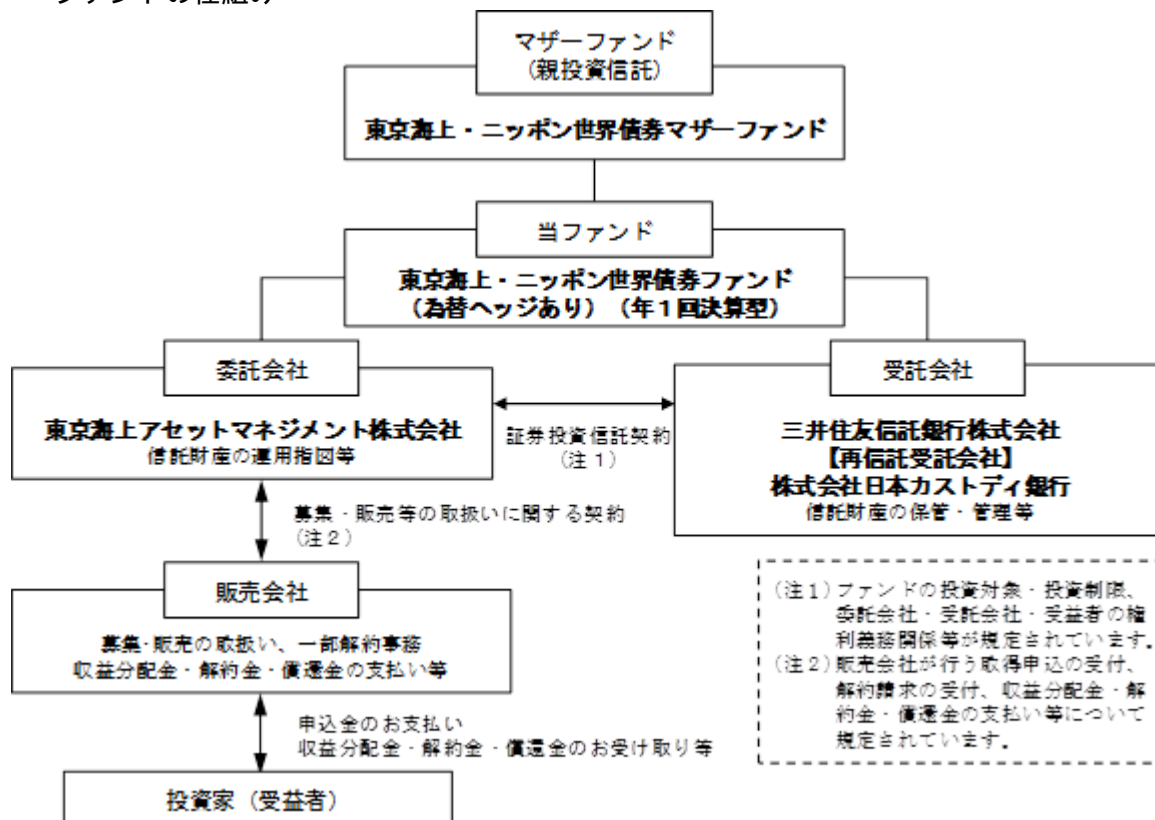 ファンドの仕組み
マザーファンド
(親投資信託)
東京海上・ニッポン世界債券マザーファンド
当ファンド
東京海上・ニッポン世界債券ファンド
(為替ヘッジあり)(年1回決算型)
委託会社
東京海上アセットマネジメント株式会社
信託財産の運用指図等
証券投資信託契約
(注1)
受託会社
三井住友信託銀行株式会社
【再信託受託会社】
株式会社日本カストディ銀行
信託財産の保管・管理等
募集・販売等の取扱いに関する契約
(注2)
販売会社
募集・販売の取扱い、一部解約事務
収益分配金・解約金・償還金の支払い等
(注1)ファンドの投資対象・投資制限、
委託会社・受託会社・受益者の権
利義務関係等が規定されています。
(注2)販売会社が行う取得申込の受付、
解約請求の受付、収益分配金・解
約金・償還金の支払い等について
規定されています。
申込金のお支払い
収益分配金・解約金・償還金のお受け取り等
投資家(受益者)